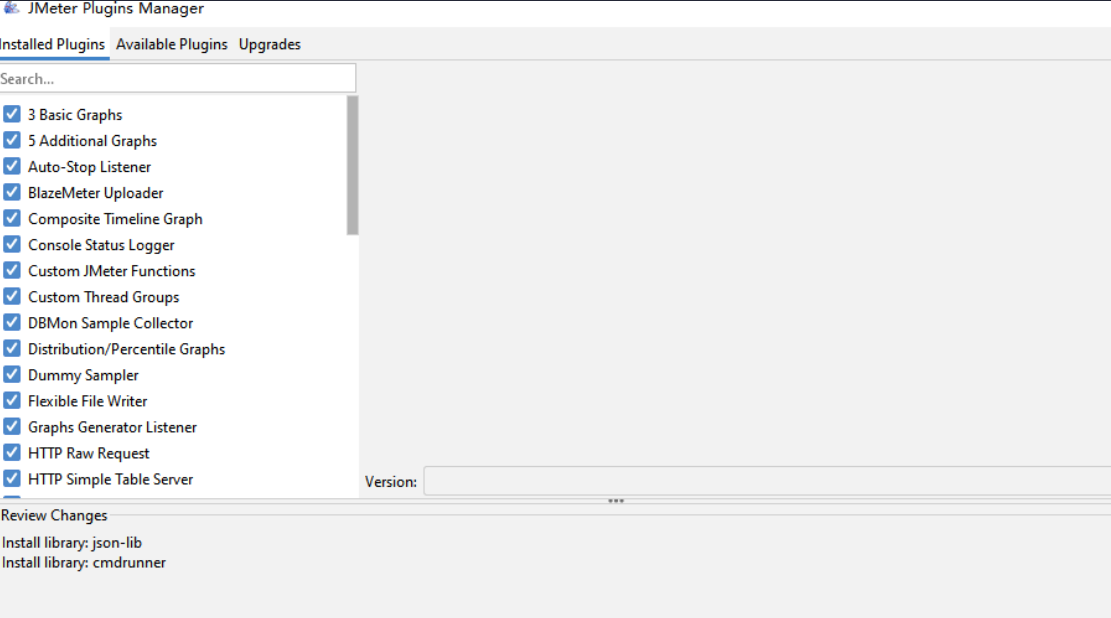 JMeter Plugins Manager
Installed Plugins Available Plugins Upgrades
Search...
3 Basic Graphs
5 Additional Graphs
Auto-Stop Listener
BlazeMeter Uploader
Composite Timeline Graph
Console Status Logger
Custom JMeter Functions
Custom Thread Groups
DBMon Sample Collector
Distribution/Percentile Graphs
Dummy Sampler
Flexible File Writer
Graphs Generator Listener
HTTP Raw Request
HTTP Simple Table Server
Version:
Review Changes
Install library: json-lib
Install library: cmdrunner